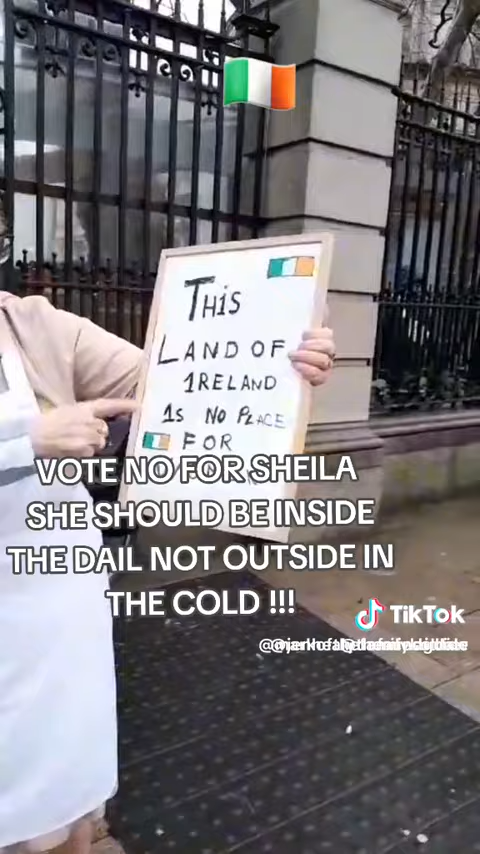 THIS
LAND OF
1RELAND
1S NO PLACE
FOR
VOTE NO FOR SHEILA
SHE SHOULD BE INSIDE
THE DAIL NOT OUTSIDE IN
THE COLD !!!
TikTok